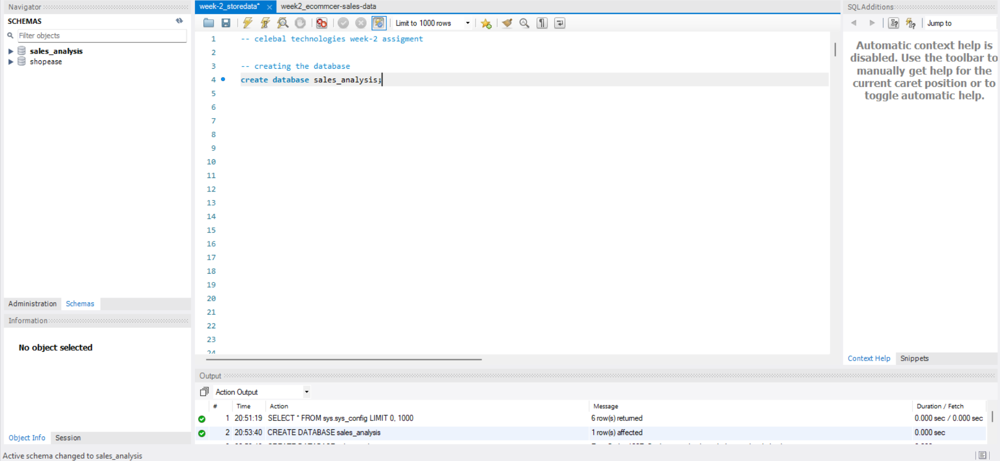 Navigator
SCHEMAS
Filter objects
sales_analysis
shopease
Administration Schemas
Information
No object selected
Object Info Session
week-2_storedata* week2_ecommcer-sales-data
Limit to 1000 rows
1 -- celebal technologies week-2 assigment
2
3 -- creating the database
4 create database sales_analysis;
5
6
7
8
9
10
11
12
13
14
15
16
17
18
19
20
21
22
23
24
SQLAdditions
Jump to
Automatic context help is
disabled. Use the toolbar to
manually get help for the
current caret position or to
toggle automatic help.
Context Help Snippets
Output
Action Output
# Time Action Message Duration / Fetch
1 20:51:19 SELECT * FROM sys.sys_config LIMIT 0, 1000 6 row(s) returned 0.000 sec / 0.000 sec
2 20:53:40 CREATE DATABASE sales_analysis 1 row(s) affected 0.000 sec
Active schema changed to sales_analysis